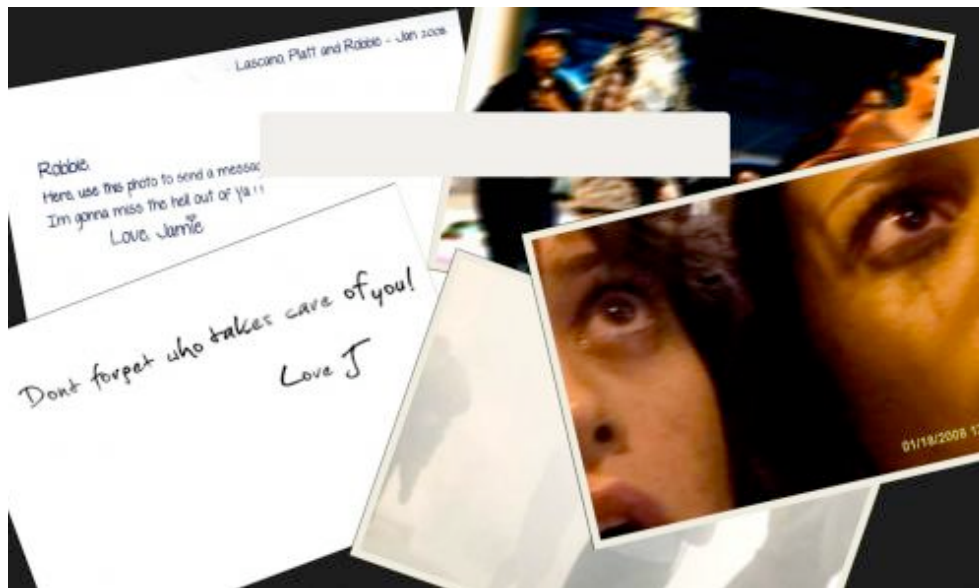 Lascano, Platt and Robbie - Jan 2008
Robbie,
Here, use this photo to send a
I'm gonna miss the hell out of ya!!
Love, Jamie
Dont forget who takes care of you!
Love J
01/18/2008